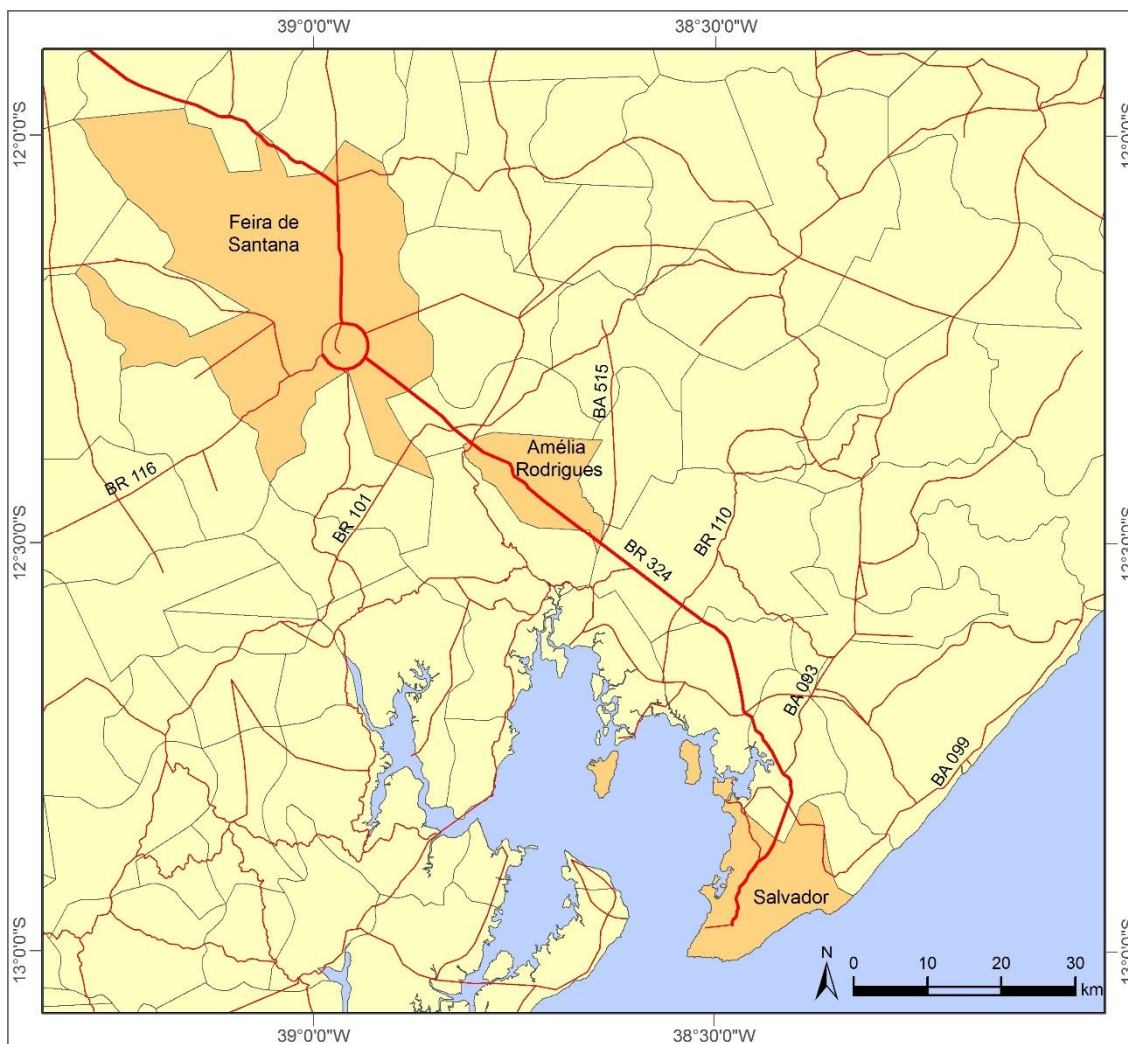 39°0'0"W
38°30'0"W
12°0'0"S
12°0'0"S
Feira de
Santana
BA 515
Amélia
Rodrigues
BR 116
BR 101
BR 110
12°30'0"S
BR 324
12°30'0"S
BA 093
BA 099
Salvador
13°0'0"S
13°0'0"S
N
0 10 20 30
km
39°0'0"W
38°30'0"W